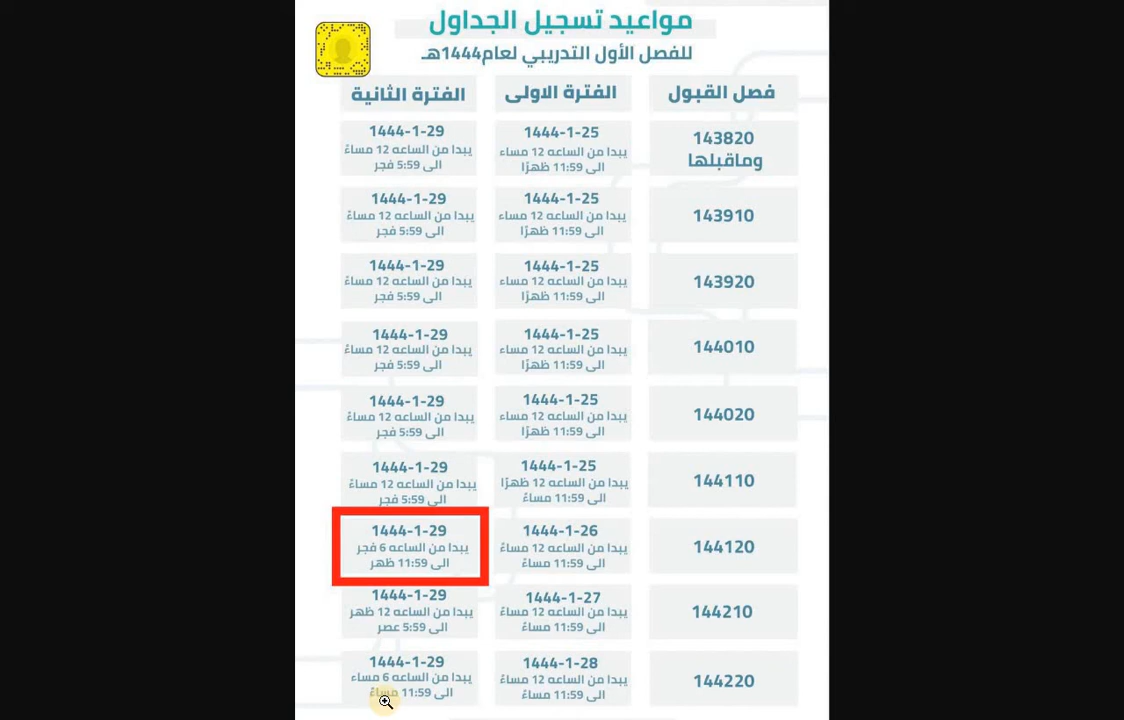 مواعيد تسجيل الجداول
للفصل الأول التدريبي لعام1444هـ
فصل القبول
الفترة الاولى
الفترة الثانية
143820
وماقبلها
1444-1-25
يبدا من الساعه 12 مساء
الى 11:59 ظهرًا
1444-1-29
يبدا من الساعه 12 مساءً
الى 5:59 فجر
143910
1444-1-25
يبدا من الساعه 12 مساء
الى 11:59 ظهرًا
1444-1-29
يبدا من الساعه 12 مساءً
الى 5:59 فجر
143920
1444-1-25
يبدا من الساعه 12 مساء
الى 11:59 ظهرًا
1444-1-29
يبدا من الساعه 12 مساءً
الى 5:59 فجر
144010
1444-1-25
يبدا من الساعه 12 مساء
الى 11:59 ظهرًا
1444-1-29
يبدا من الساعه 12 مساءً
الى 5:59 فجر
144020
1444-1-25
يبدا من الساعه 12 مساء
الى 11:59 ظهرًا
1444-1-29
يبدا من الساعه 12 مساءً
الى 5:59 فجر
144110
1444-1-25
يبدا من الساعه 12 ظهرًا
الى 11:59 مساءً
1444-1-29
يبدا من الساعه 12 مساءً
الى 5:59 فجر
144120
1444-1-26
يبدا من الساعه 12 مساءً
الى 11:59 مساءً
1444-1-29
يبدا من الساعه 6 فجر
الى 11:59 ظهر
144210
1444-1-27
يبدا من الساعه 12 مساءً
الى 11:59 مساءً
1444-1-29
يبدا من الساعه 12 ظهر
الى 5:59 عصر
144220
1444-1-28
يبدا من الساعه 12 مساءً
الى 11:59 مساءً
1444-1-29
يبدا من الساعه 6 مساء
الى 11:59 مساءً